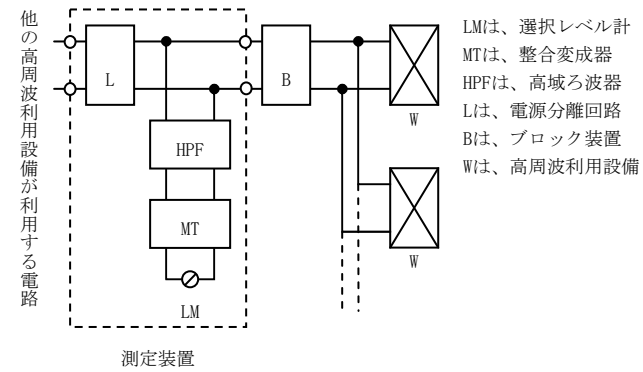 他の高周波利用設備が利用する電路
L
HPF
MT
LM
測定装置
B
W
W
LMは、選択レベル計
MTは、整合変成器
HPFは、高域ろ波器
Lは、電源分離回路
Bは、ブロック装置
Wは、高周波利用設備